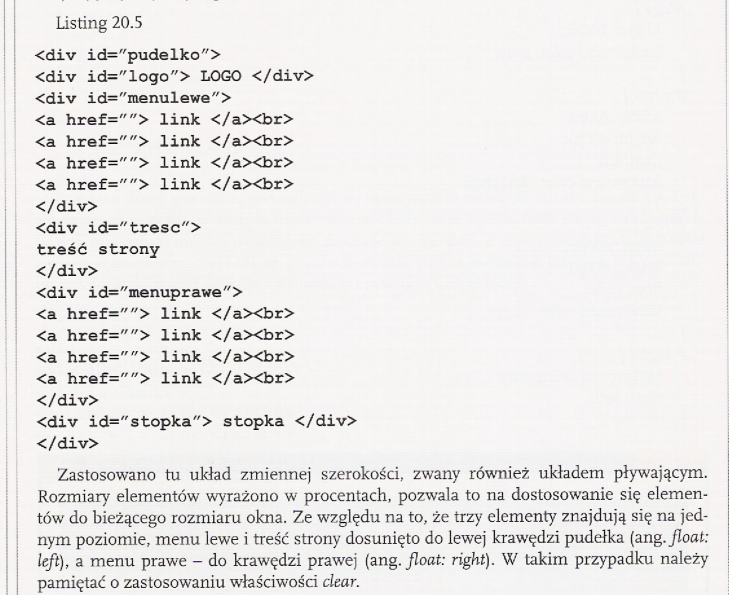 Listing 20.5
<div id="pudelko">
<div id="logo"> LOGO </div>
<div id="menulewe">
<a href=""> link </a><br>
<a href=""> link </a><br>
<a href=""> link </a><br>
<a href=""> link </a><br>
</div>
<div id="tresc">
treść strony
</div>
<div id="menuprawe">
<a href=""> link </a><br>
<a href=""> link </a><br>
<a href=""> link </a><br>
<a href=""> link </a><br>
</div>
<div id="stopka"> stopka </div>
</div>
Zastosowano tu układ zmiennej szerokości, zwany również układem pływającym.
Rozmiary elementów wyrażono w procentach, pozwala to na dostosowanie się elemen-
tów do bieżącego rozmiaru okna. Ze względu na to, że trzy elementy znajdują się na jed-
nym poziomie, menu lewe i treść strony dosunięto do lewej krawędzi pudełka (ang. float:
left), a menu prawe – do krawędzi prawej (ang. float: right). W takim przypadku należy
pamiętać o zastosowaniu właściwości clear.